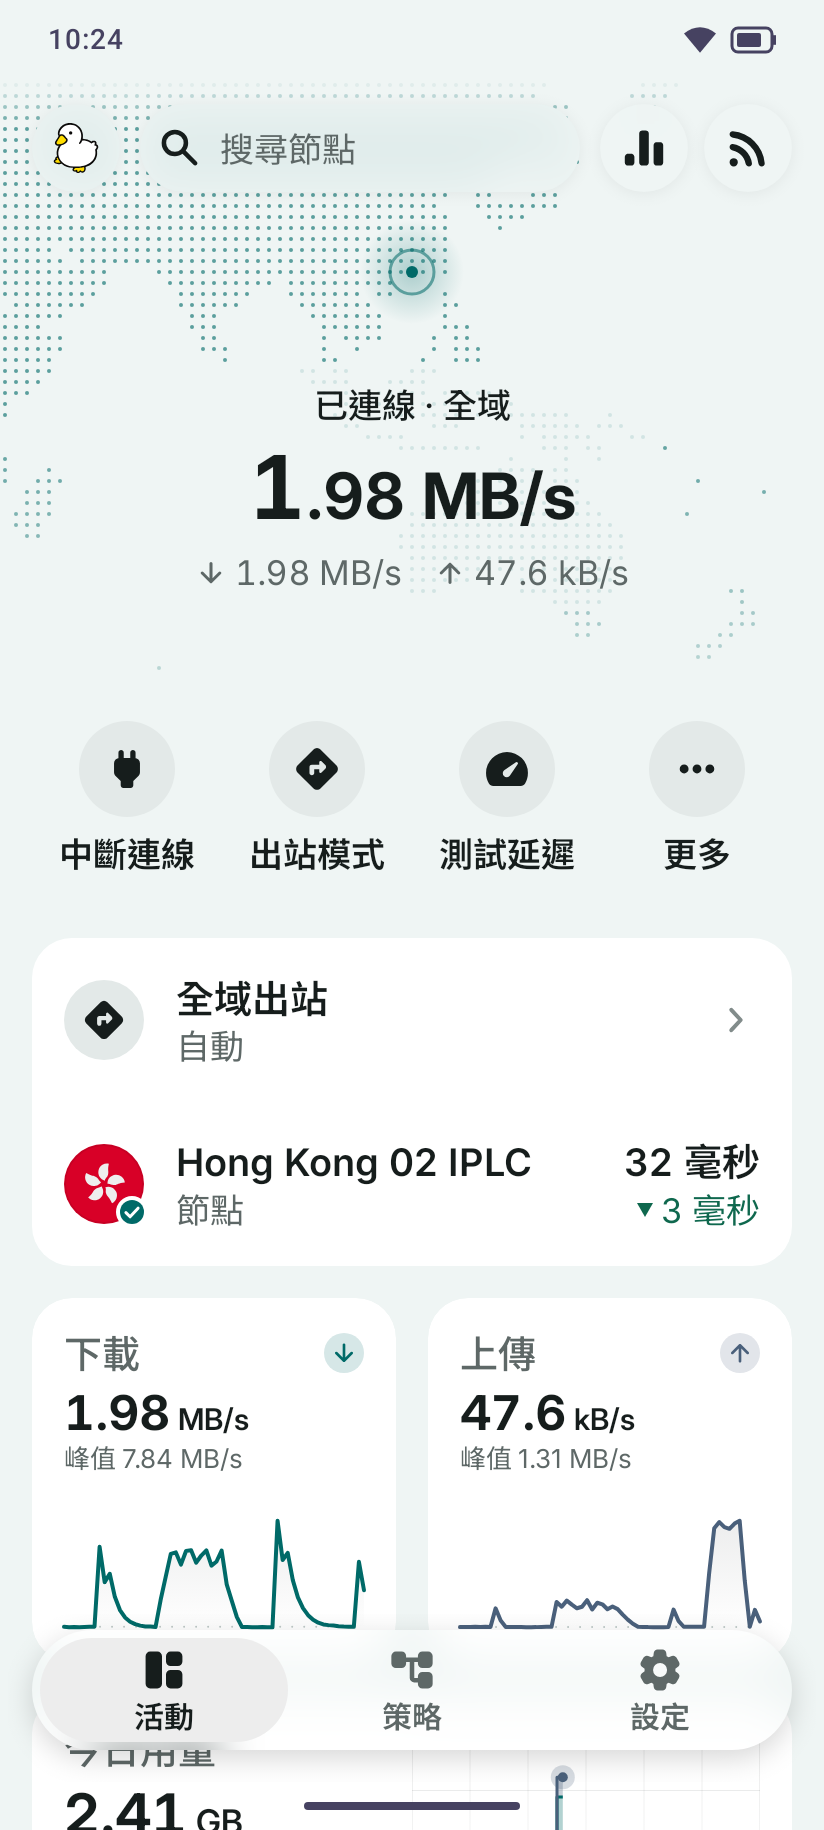 10:24
搜尋節點
已連線 · 全域
1.98 MB/s
↓ 1.98 MB/s ↑ 47.6 kB/s
中斷連線 出站模式 測試延遲 更多
全域出站
自動
Hong Kong 02 IPLC 32 毫秒
節點 ▼3 毫秒
下載 上傳
1.98 MB/s 47.6 kB/s
峰值 7.84 MB/s 峰值 1.31 MB/s
活動 策略 設定
今日用量
2.41 GB